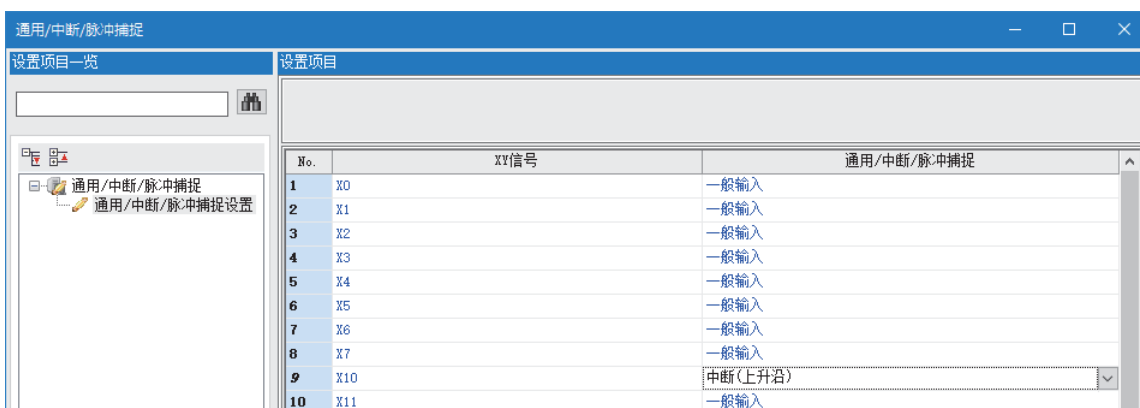 通用/中断/脉冲捕捉
设置项目一览
设置项目
No. XY信号 通用/中断/脉冲捕捉
通用/中断/脉冲捕捉
通用/中断/脉冲捕捉设置
1 X0 一般输入
2 X1 一般输入
3 X2 一般输入
4 X3 一般输入
5 X4 一般输入
6 X5 一般输入
7 X6 一般输入
8 X7 一般输入
9 X10 中断(上升沿)
10 X11 一般输入